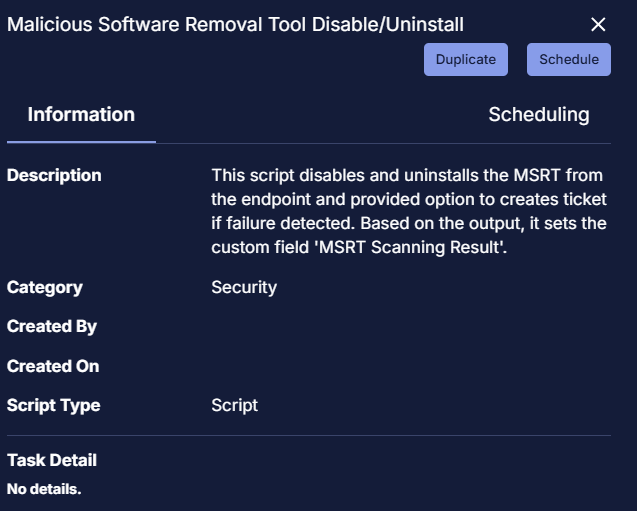 Malicious Software Removal Tool Disable/Uninstall
Duplicate
Schedule
Information
Scheduling
Description
This script disables and uninstalls the MSRT from
the endpoint and provided option to creates ticket
if failure detected. Based on the output, it sets the
custom field 'MSRT Scanning Result'.
Category
Security
Created By
Created On
Script Type
Script
Task Detail
No details.